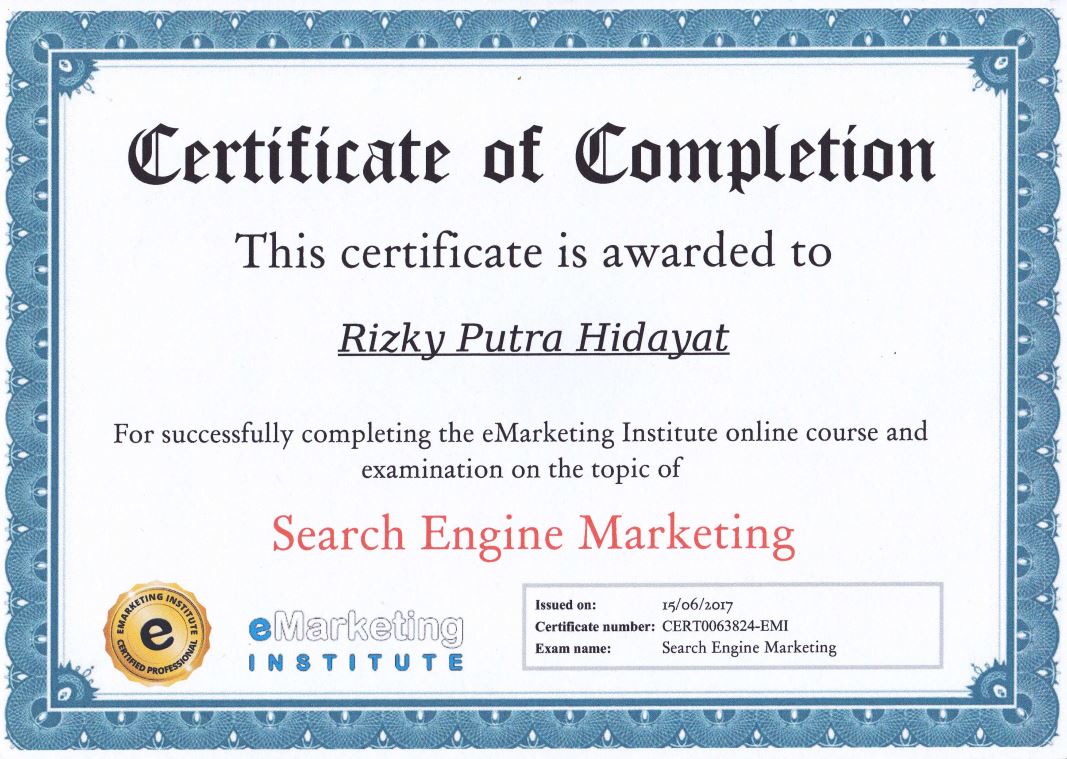 Certificate of Completion
This certificate is awarded to
Rizky Putra Hidayat
For successfully completing the eMarketing Institute online course and
examination on the topic of
Search Engine Marketing
EMARKETING INSTITUTE
e
CERTIFIED PROFESSIONAL
eMarketing
INSTITUTE
Issued on: 15/06/2017
Certificate number: CERT0063824-EMI
Exam name: Search Engine Marketing